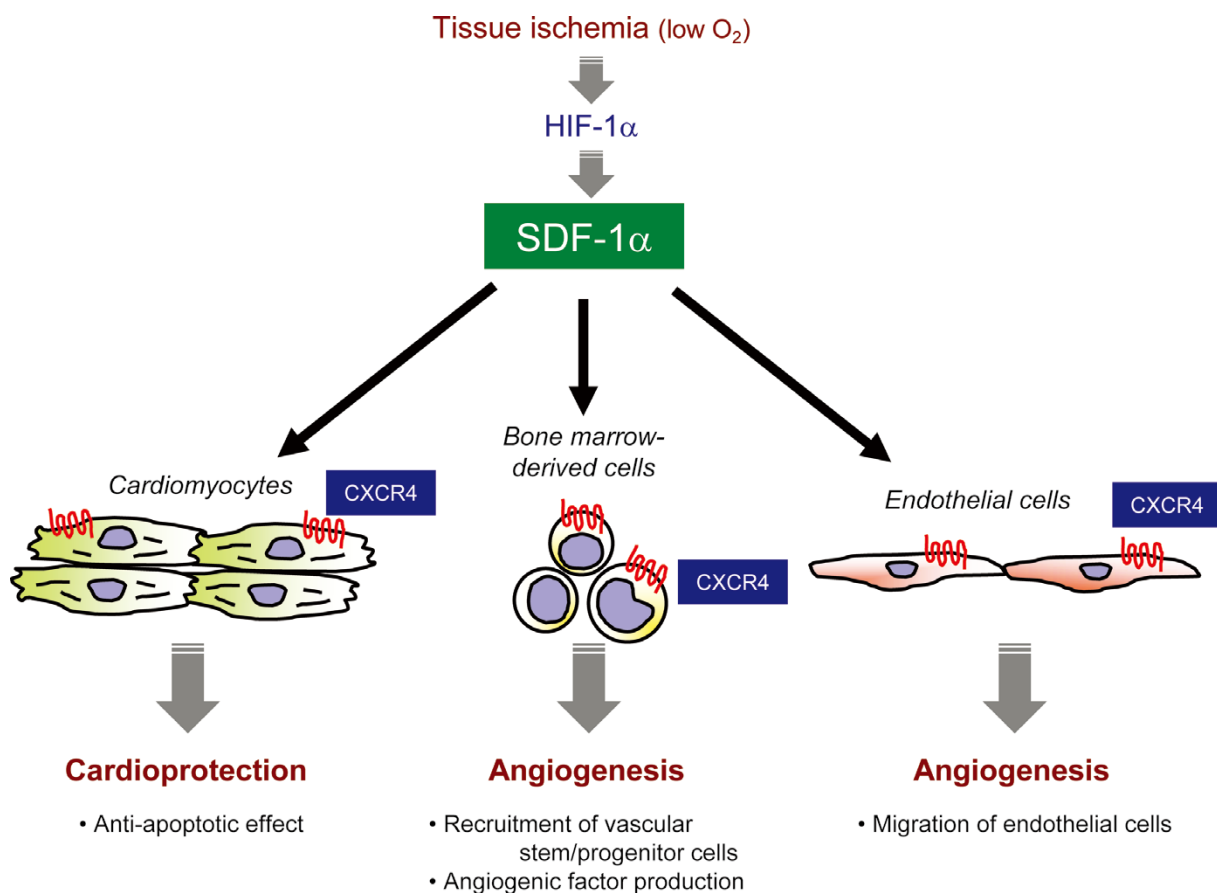 Tissue ischemia (low O₂)
HIF-1α
SDF-1α
Cardiomyocytes
CXCR4
Bone marrow-
derived cells
CXCR4
Endothelial cells
CXCR4
Cardioprotection
• Anti-apoptotic effect
Angiogenesis
• Recruitment of vascular
stem/progenitor cells
• Angiogenic factor production
Angiogenesis
• Migration of endothelial cells